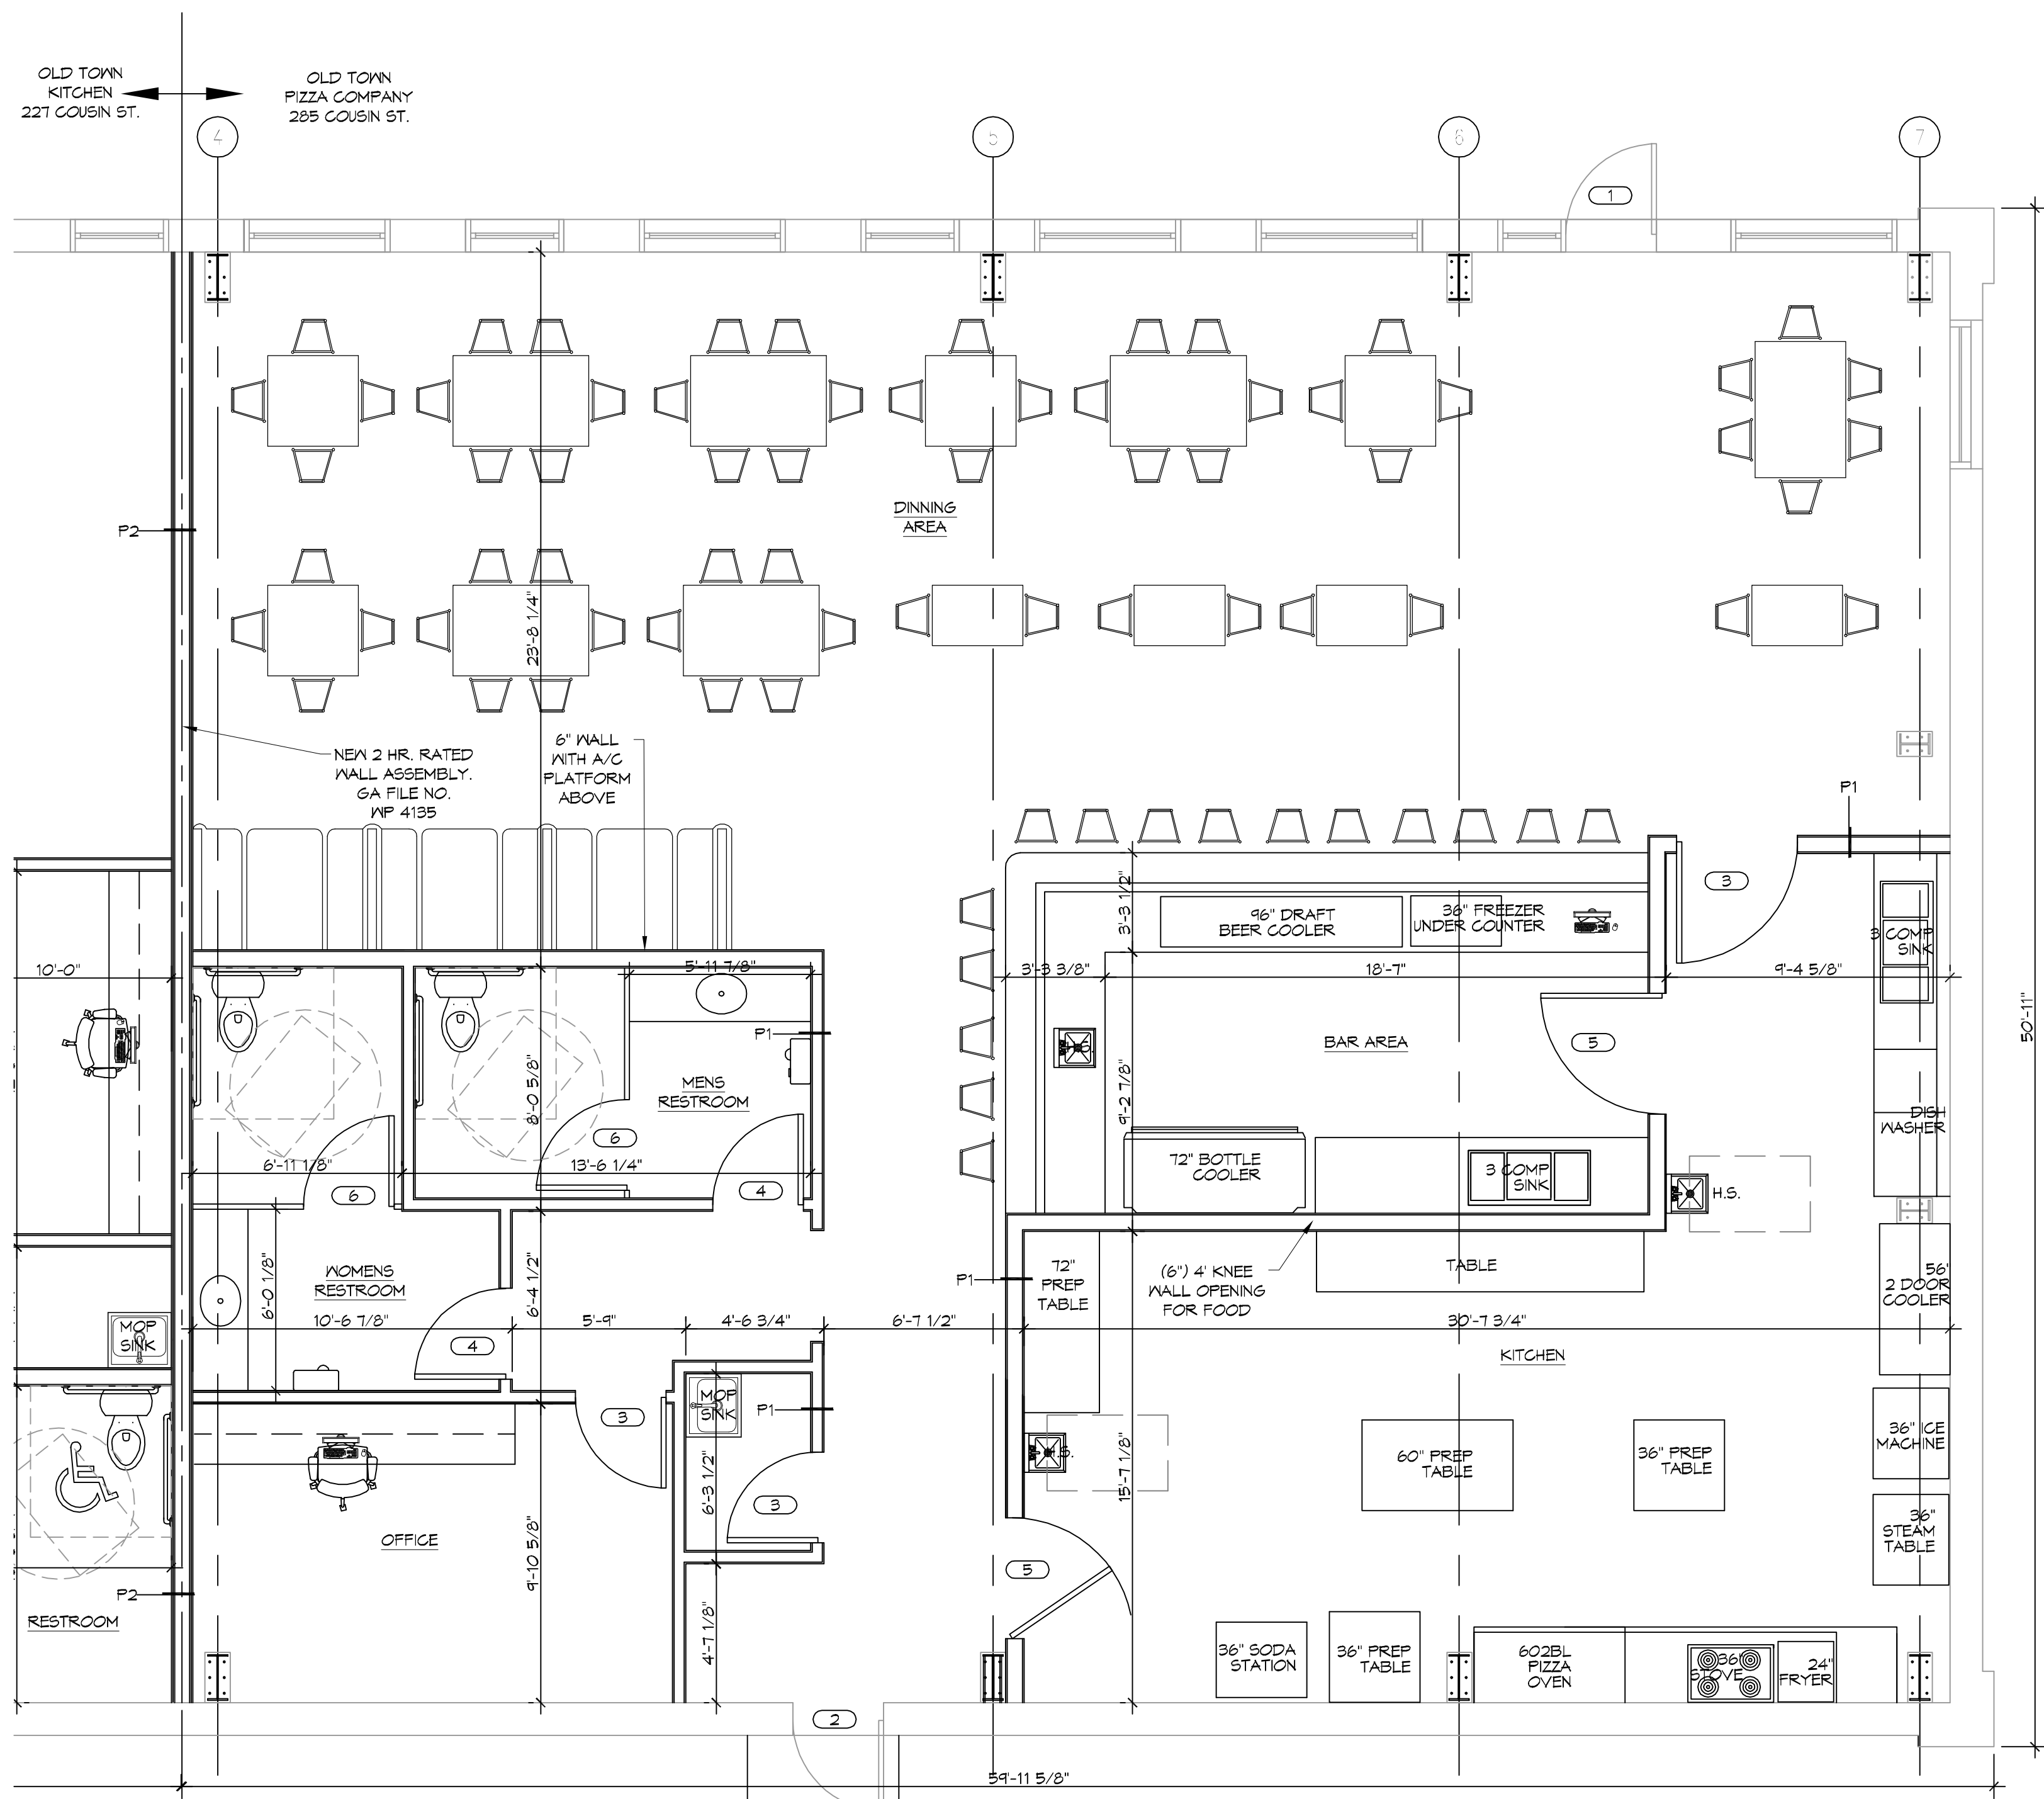 OLD TOWN
KITCHEN
227 COUSIN ST.
OLD TOWN
PIZZA COMPANY
285 COUSIN ST.
4
5
6
7
1
DINNING
AREA
P2
23'-8 1/4"
NEW 2 HR. RATED
WALL ASSEMBLY.
GA FILE NO.
WP 4135
6" WALL
WITH A/C
PLATFORM
ABOVE
P1
3
3'-3 1/2"
96" DRAFT
BEER COOLER
36" FREEZER
UNDER COUNTER
3 COMP
SINK
10'-0"
5'-11 7/8"
3'-3 3/8"
18'-7"
9'-4 5/8"
50'-11"
P1
BAR AREA
5
MENS
RESTROOM
8'-0 5/8"
9'-2 7/8"
DISH
WASHER
6
6'-11 1/8"
13'-6 1/4"
72" BOTTLE
COOLER
3 COMP
SINK
6
4
H.S.
WOMENS
RESTROOM
6'-0 1/8"
6'-4 1/2"
P1
72"
PREP
TABLE
(6") 4' KNEE
WALL OPENING
FOR FOOD
TABLE
56"
2 DOOR
COOLER
MOP
SINK
10'-6 7/8"
5'-9"
4'-6 3/4"
6'-7 1/2"
30'-7 3/4"
4
KITCHEN
MOP
SINK
P1
3
36" ICE
MACHINE
H.S.
60" PREP
TABLE
36" PREP
TABLE
6'-3 1/2"
15'-7 1/8"
3
36"
STEAM
TABLE
OFFICE
9'-10 5/8"
5
P2
RESTROOM
4'-7 1/8"
36" SODA
STATION
36" PREP
TABLE
602BL
PIZZA
OVEN
36"
STOVE
24"
FRYER
2
59'-11 5/8"